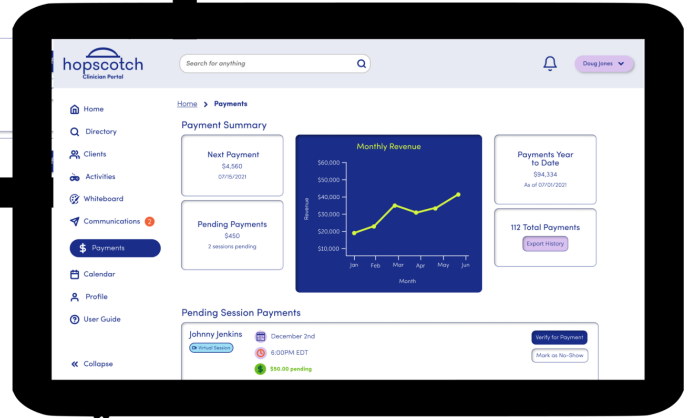 hopscotch
Clinician Portal
Search for anything
Doug Jones
Home > Payments
Home
Directory
Clients
Activities
Whiteboard
Communications 2
$ Payments
Calendar
Profile
User Guide
Collapse
Payment Summary
Next Payment
$4,560
07/15/2021
Pending Payments
$450
2 sessions pending
Monthly Revenue
Revenue
$60,000
$50,000
$40,000
$30,000
$20,000
$10,000
Jan Feb Mar Apr May Jun
Month
Payments Year
to Date
$94,334
As of 07/01/2021
112 Total Payments
Export History
Pending Session Payments
Johnny Jenkins
Virtual Session
December 2nd
6:00PM EDT
$ $50.00 pending
Verify for Payment
Mark as No-Show